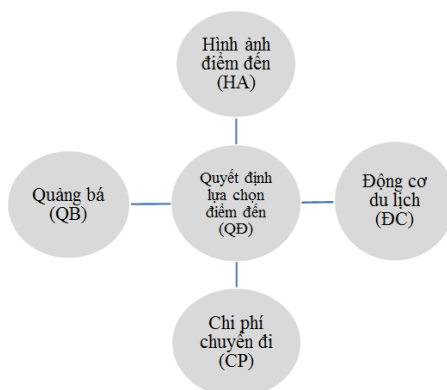 Hình ảnh
điểm đến
(HA)
Quảng bá
(QB)
Quyết định
lựa chọn
điểm đến
(QĐ)
Động cơ
du lịch
(ĐC)
Chi phí
chuyến đi
(CP)